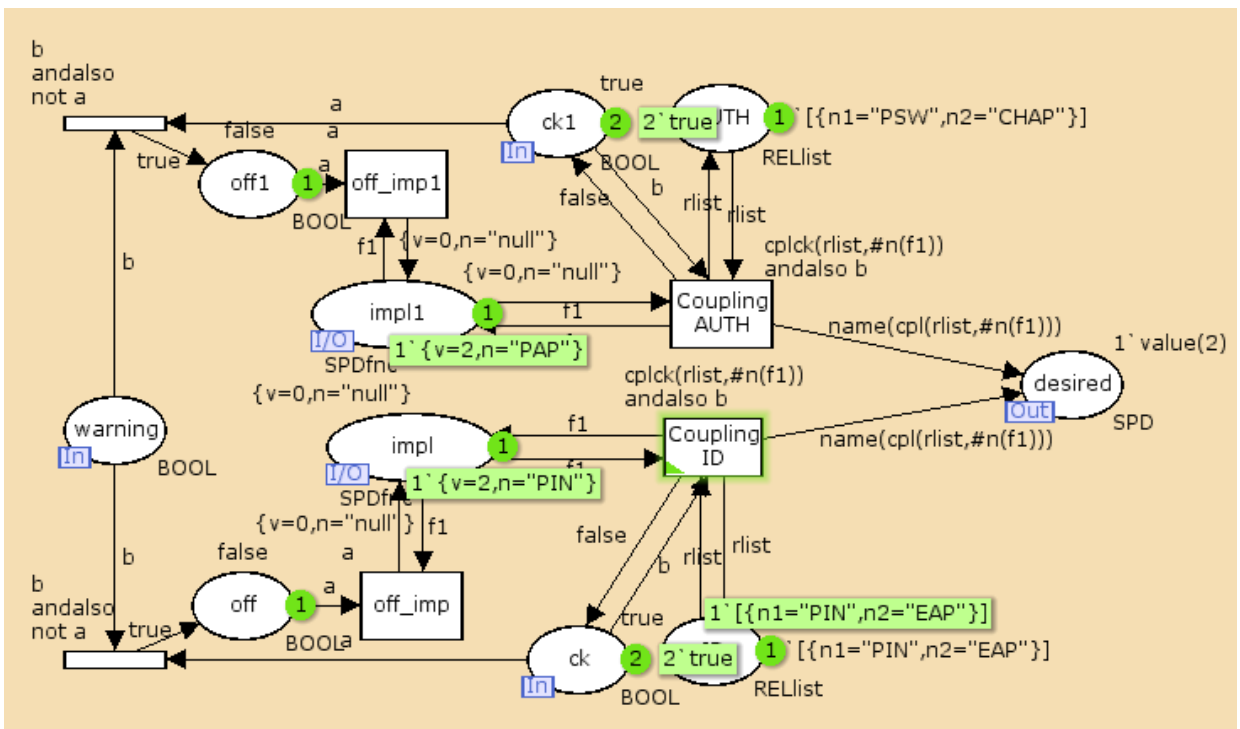 b
andalso
not a
a
a
true
false
off1
1
BOOL
a
off_imp1
ck1
In
true
2
2`true
BOOL
UTH
1
[{n1="PSW",n2="CHAP"}]
RELlist
b
false
rlist
rlist
b
f1
{v=0,n="null"}
{v=0,n="null"}
cplck(rlist,#n(f1))
andalso b
impl1
1
I/O
SPDfnc
1`{v=2,n="PAP"}
f1
Coupling
AUTH
name(cpl(rlist,#n(f1)))
1`value(2)
desired
Out
SPD
{v=0,n="null"}
cplck(rlist,#n(f1))
andalso b
warning
In
BOOL
impl
1
I/O
SPDfnc
1`{v=2,n="PIN"}
f1
f1
Coupling
ID
name(cpl(rlist,#n(f1)))
{v=0,n="null"}
f1
b
false
b
rlist
rlist
b
andalso
not a
true
false
off
1
BOOL
a
a
a
off_imp
true
ck
In
2
2`true
BOOL
1`[{n1="PIN",n2="EAP"}]
1
[{n1="PIN",n2="EAP"}]
RELlist